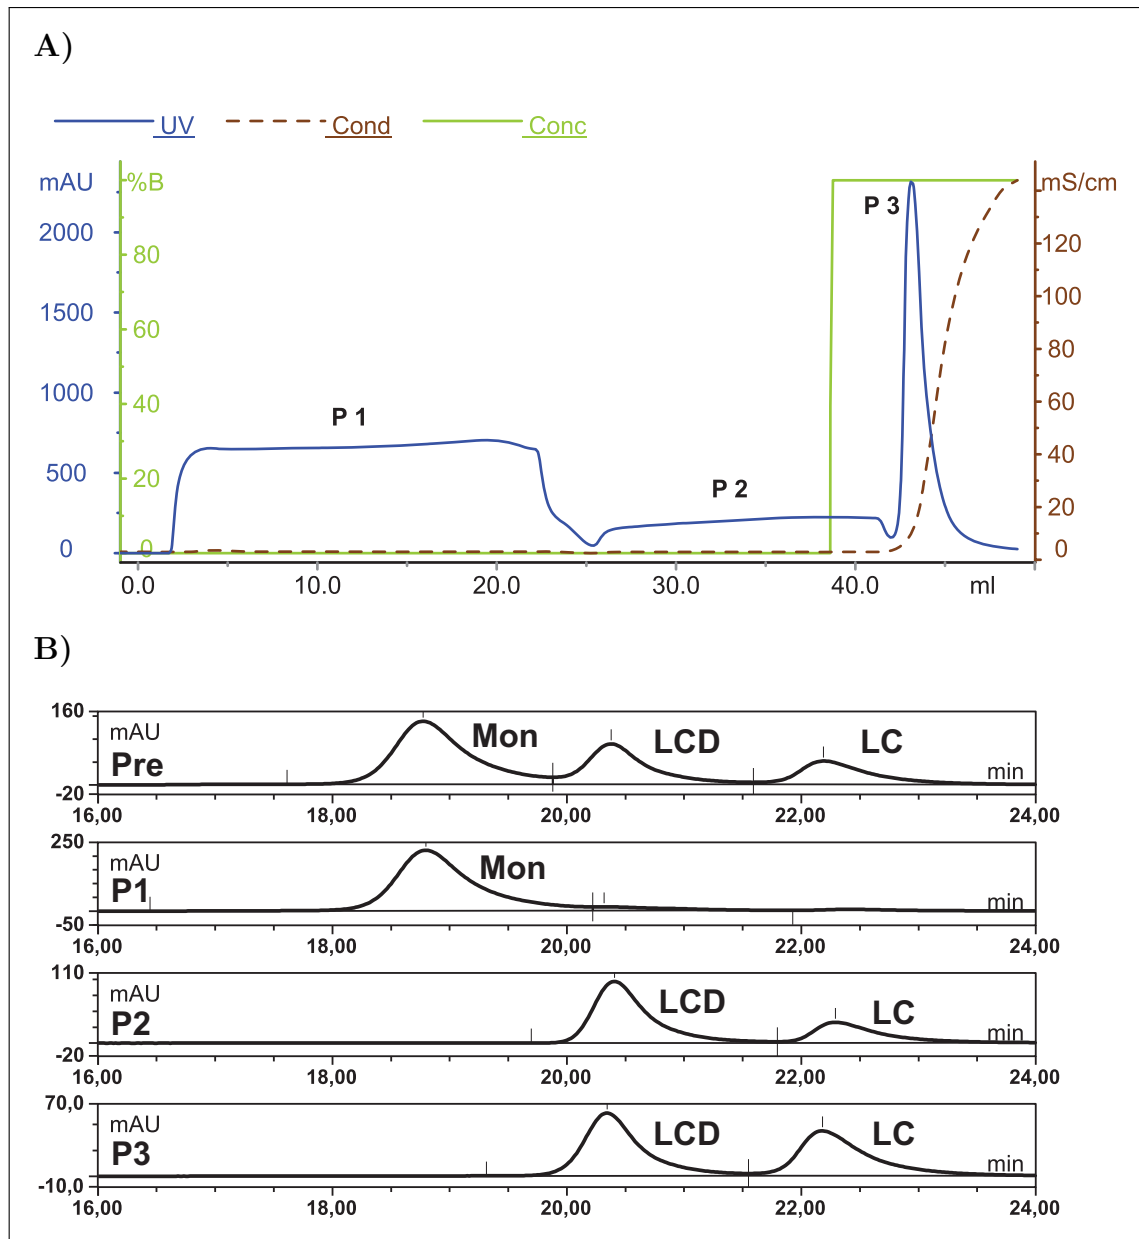 A)
UV Cond Conc
mAU %B mS/cm
P 3
2000 80 120
100
1500 60 80
1000 40 60
P 1
40
500 20 20
P 2
0 0 0
0.0 10.0 20.0 30.0 40.0 ml
B)
160
mAU Mon LCD LC
Pre min
-20
16,00 18,00 20,00 22,00 24,00
250
mAU Mon
P1 min
-50
16,00 18,00 20,00 22,00 24,00
110
mAU LCD LC
P2 min
-20
16,00 18,00 20,00 22,00 24,00
70,0
mAU LCD LC
P3 min
-10,0
16,00 18,00 20,00 22,00 24,00